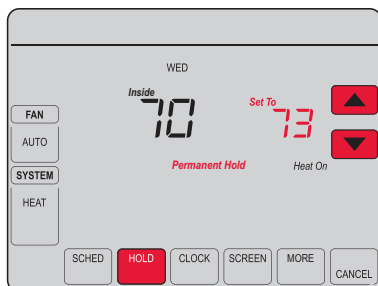 WED
Inside
70
Set To
73
FAN
AUTO
Permanent Hold
Heat On
SYSTEM
HEAT
SCHED HOLD CLOCK SCREEN MORE CANCEL